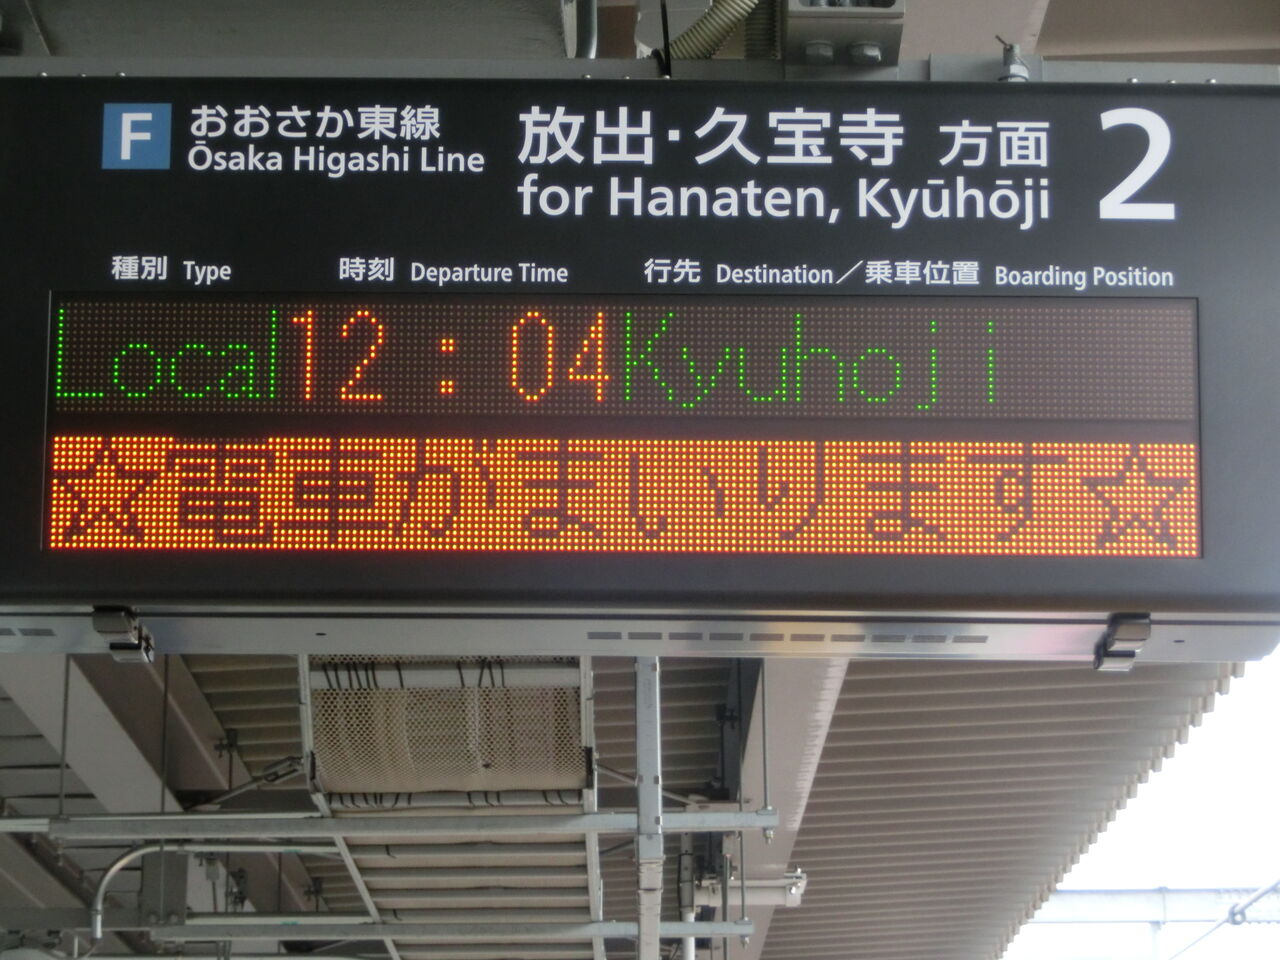 F おおさか東線 放出・久宝寺 方面 2
Ōsaka Higashi Line for Hanaten, Kyūhōji
種別 Type 時刻 Departure Time 行先 Destination／乗車位置 Boarding Position
Local 12:04 Kyuhoji
☆電車がまいります☆